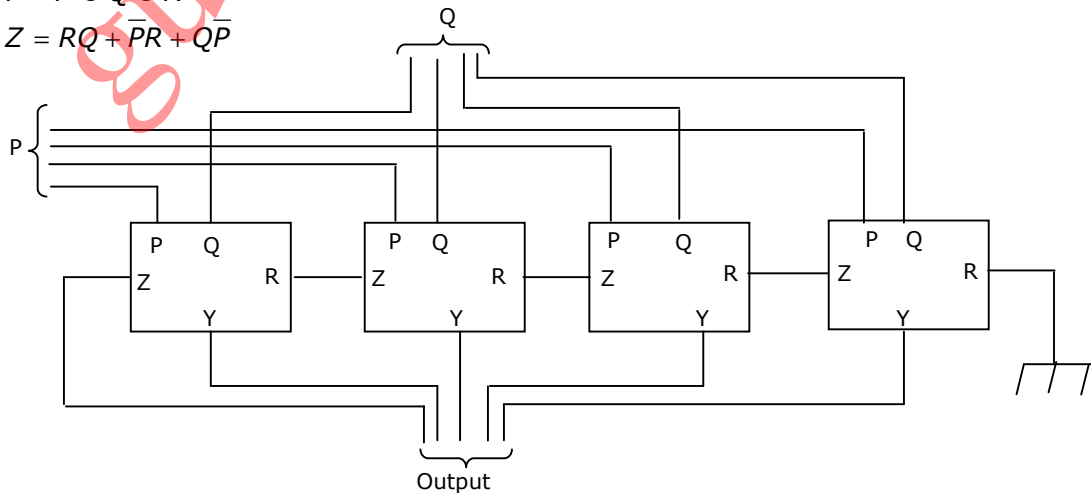 Z = RQ + P̅R + QP̅
Q
P
P Q
P Q
P Q
P Q
Z R
Z R
Z R
Z R
Y
Y
Y
Y
Output